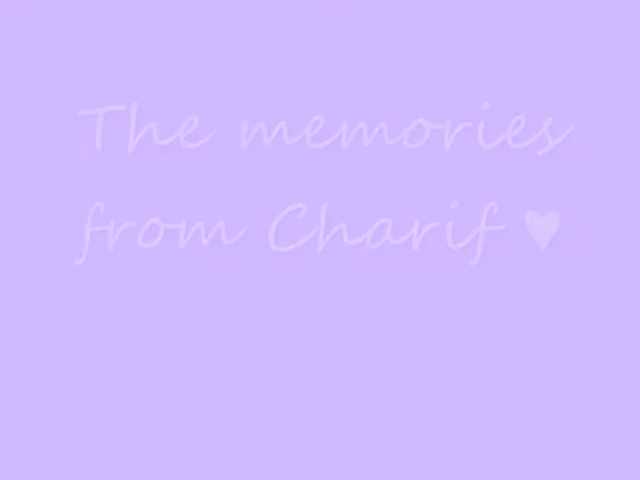 The memories
from Charif ♥